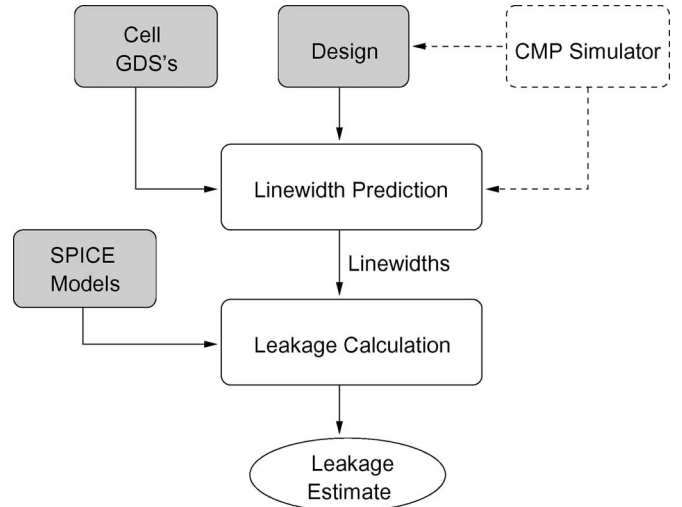 Cell
GDS's
Design
CMP Simulator
Linewidth Prediction
SPICE
Models
Linewidths
Leakage Calculation
Leakage
Estimate